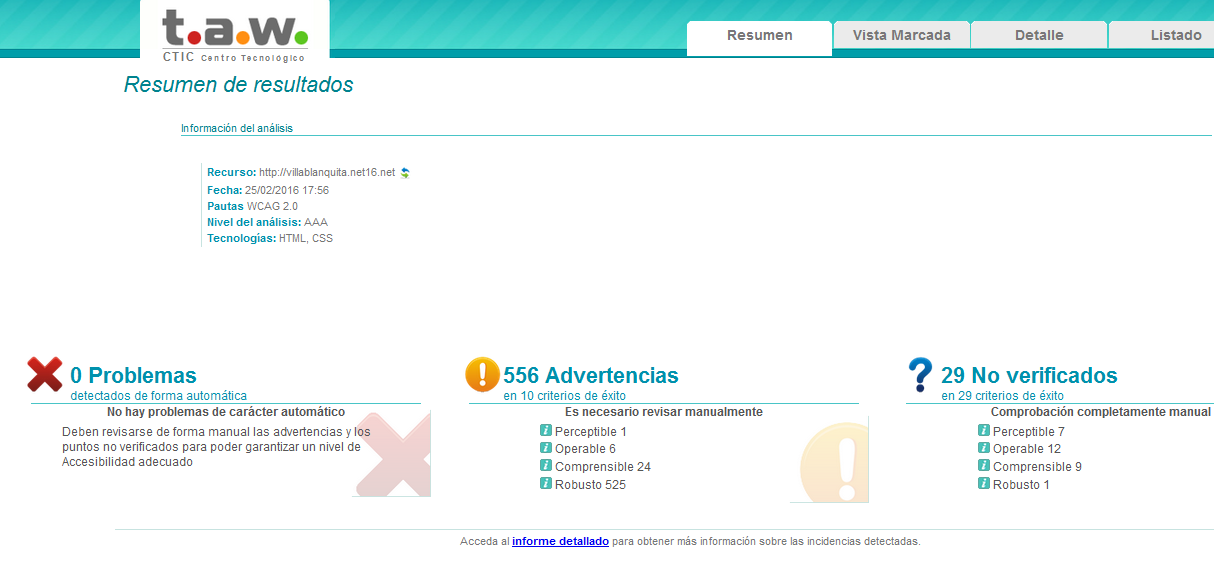 t.a.w.
CTIC Centro Tecnológico
Resumen
Vista Marcada
Detalle
Listado
Resumen de resultados
Información del análisis
Recurso: http://villablanquita.net16.net
Fecha: 25/02/2016 17:56
Pautas WCAG 2.0
Nivel del análisis: AAA
Tecnologías: HTML, CSS
0 Problemas
detectados de forma automática
No hay problemas de carácter automático
Deben revisarse de forma manual las advertencias y los
puntos no verificados para poder garantizar un nivel de
Accesibilidad adecuado
556 Advertencias
en 10 criterios de éxito
Es necesario revisar manualmente
Perceptible 1
Operable 6
Comprensible 24
Robusto 525
29 No verificados
en 29 criterios de éxito
Comprobación completamente manual
Perceptible 7
Operable 12
Comprensible 9
Robusto 1
Acceda al informe detallado para obtener más información sobre las incidencias detectadas.